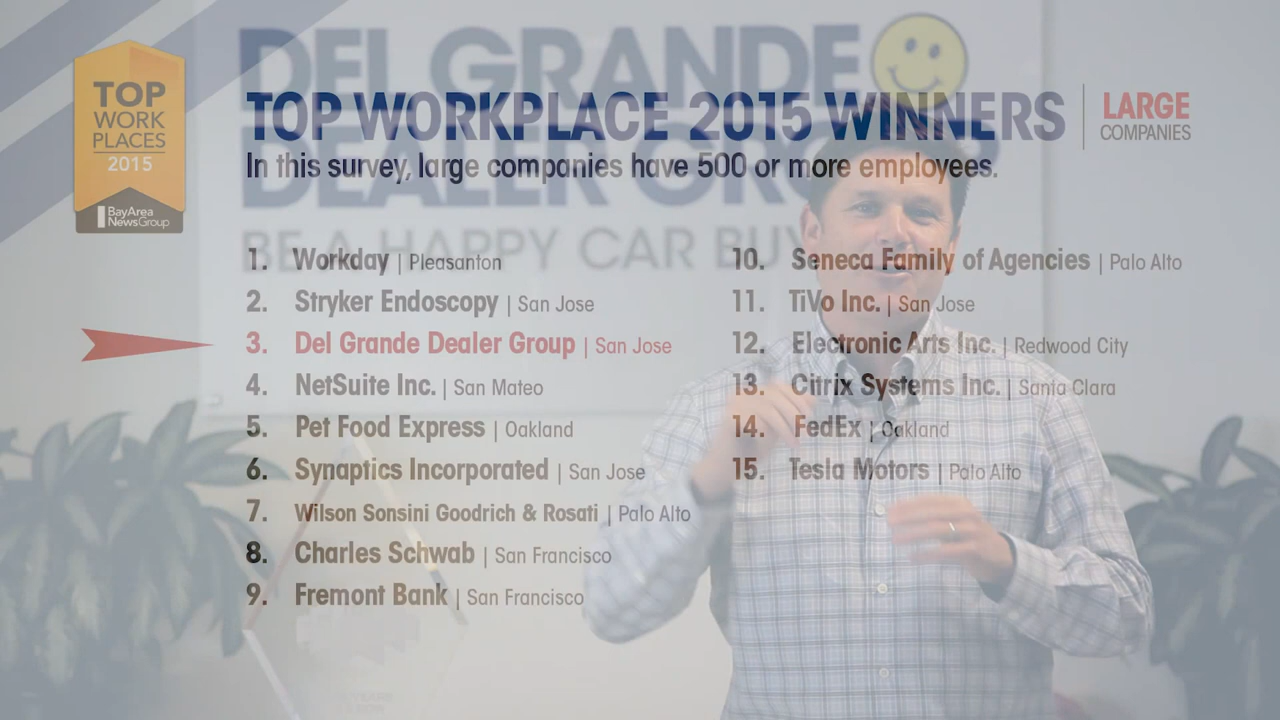 DEL GRANDE
DEALER GRO
BE A HAPPY CAR BUY
TOP
WORK
PLACES
2015
BayArea
NewsGroup
TOP WORKPLACE 2015 WINNERS | LARGE COMPANIES
In this survey, large companies have 500 or more employees.
1. Workday | Pleasanton
2. Stryker Endoscopy | San Jose
3. Del Grande Dealer Group | San Jose
4. NetSuite Inc. | San Mateo
5. Pet Food Express | Oakland
6. Synaptics Incorporated | San Jose
7. Wilson Sonsini Goodrich & Rosati | Palo Alto
8. Charles Schwab | San Francisco
9. Fremont Bank | San Francisco
10. Seneca Family of Agencies | Palo Alto
11. TiVo Inc. | San Jose
12. Electronic Arts Inc. | Redwood City
13. Citrix Systems Inc. | Santa Clara
14. FedEx | Oakland
15. Tesla Motors | Palo Alto